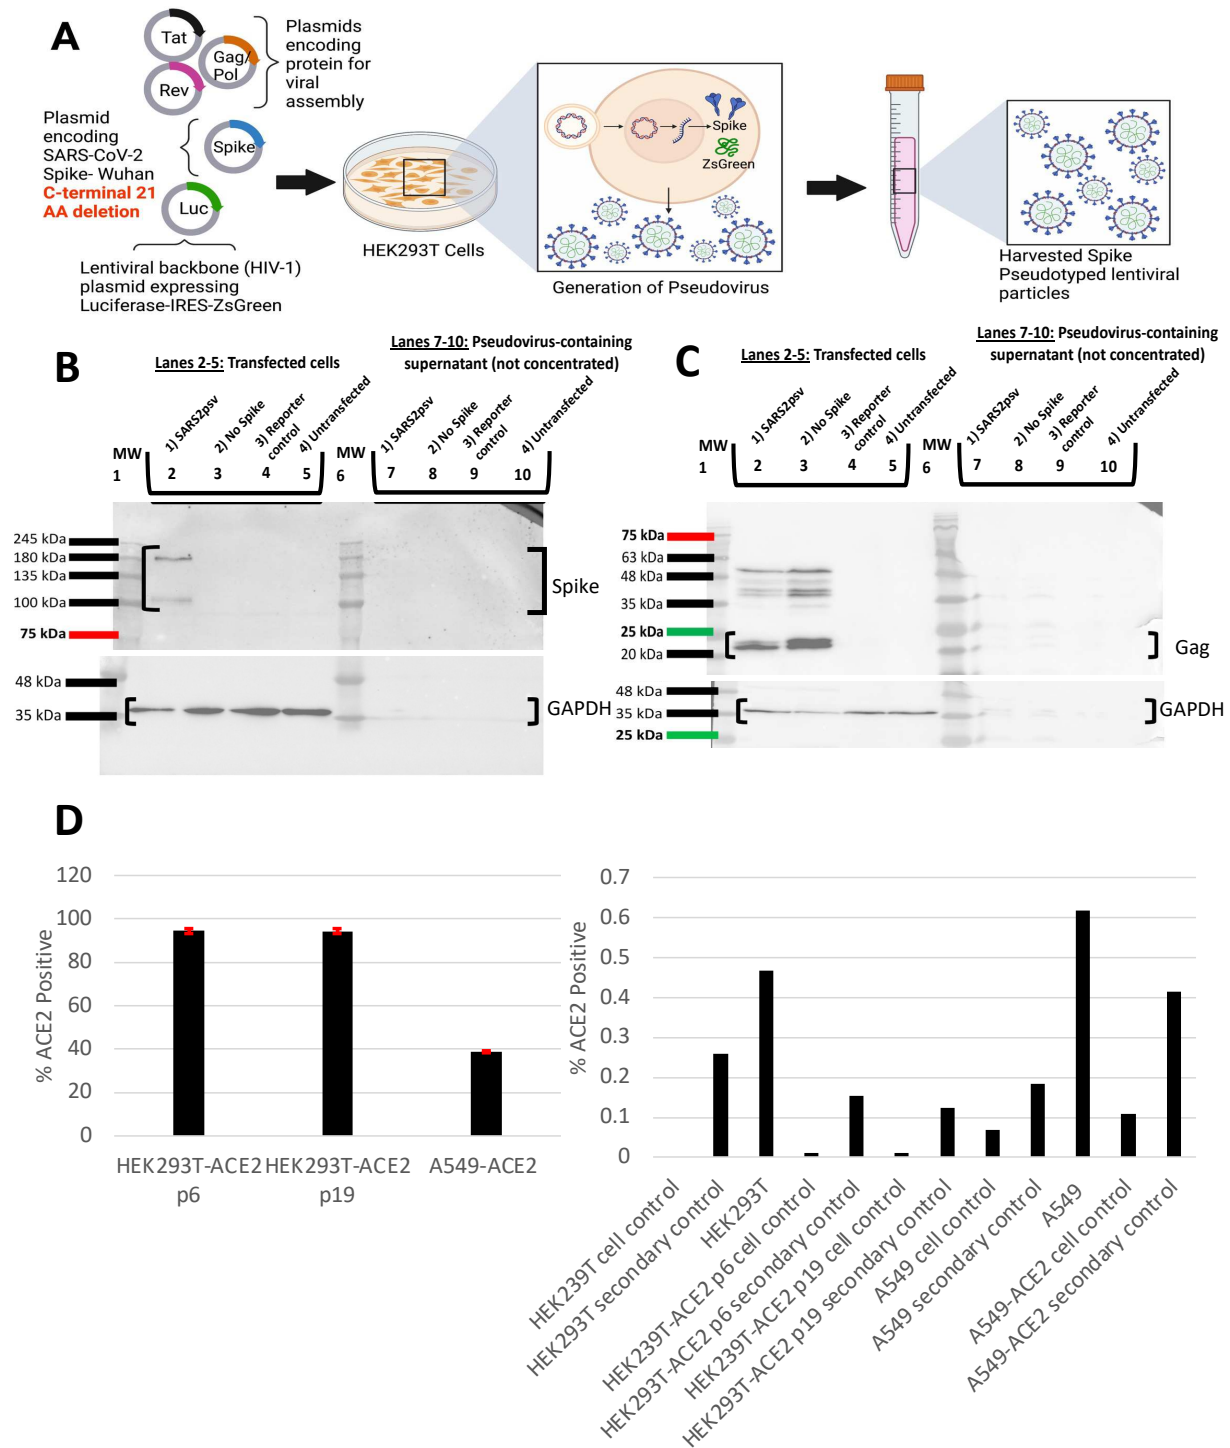 A
Tat
Gag/
Pol
Rev
Plasmids
encoding
protein for
viral
assembly
Plasmid
encoding
SARS-CoV-2
Spike- Wuhan
C-terminal 21
AA deletion
Spike
Luc
Lentiviral backbone (HIV-1)
plasmid expressing
Luciferase-IRES-ZsGreen
HEK293T Cells
Spike
ZsGreen
Generation of Pseudovirus
Harvested Spike
Pseudotyped lentiviral
particles
B
Lanes 2-5: Transfected cells
Lanes 7-10: Pseudovirus-containing
supernatant (not concentrated)
1) SARS2psv
2) No Spike
3) Reporter
control
4) Untransfected
1) SARS2psv
2) No Spike
3) Reporter
control
4) Untransfected
MW
1 2 3 4 5 6 7 8 9 10
245 kDa
180 kDa
135 kDa
100 kDa
75 kDa
Spike
48 kDa
35 kDa
GAPDH
C
Lanes 2-5: Transfected cells
Lanes 7-10: Pseudovirus-containing
supernatant (not concentrated)
1) SARS2psv
2) No Spike
3) Reporter
control
4) Untransfected
1) SARS2psv
2) No Spike
3) Reporter
control
4) Untransfected
MW
MW
1 2 3 4 5 6 7 8 9 10
75 kDa
63 kDa
48 kDa
35 kDa
25 kDa
20 kDa
Gag
48 kDa
35 kDa
25 kDa
GAPDH
D
% ACE2 Positive
120
100
80
60
40
20
0
HEK293T-ACE2
p6
HEK293T-ACE2
p19
A549-ACE2
% ACE2 Positive
0.7
0.6
0.5
0.4
0.3
0.2
0.1
0
HEK239T cell control
HEK293T secondary control
HEK293T
HEK239T-ACE2 p6 cell control
HEK293T-ACE2 p6 secondary control
HEK239T-ACE2 p19 cell control
HEK293T-ACE2 p19 secondary control
A549 cell control
A549 secondary control
A549
A549-ACE2 cell control
A549-ACE2 secondary control